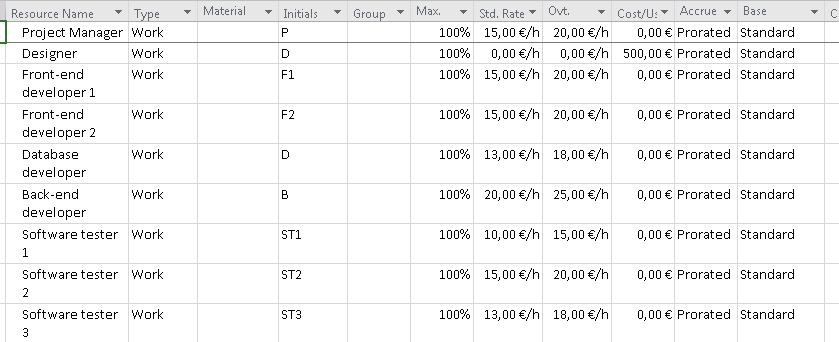 Resource Name Type Material Initials Group Max. Std. Rate Ovt. Cost/Us Accrue Base C
Project Manager Work P 100% 15,00 €/h 20,00 €/h 0,00 € Prorated Standard
Designer Work D 100% 0,00 €/h 0,00 €/h 500,00 € Prorated Standard
Front-end Work F1 100% 15,00 €/h 20,00 €/h 0,00 € Prorated Standard
developer 1
Front-end Work F2 100% 15,00 €/h 20,00 €/h 0,00 € Prorated Standard
developer 2
Database Work D 100% 13,00 €/h 18,00 €/h 0,00 € Prorated Standard
developer
Back-end Work B 100% 20,00 €/h 25,00 €/h 0,00 € Prorated Standard
developer
Software tester Work ST1 100% 10,00 €/h 15,00 €/h 0,00 € Prorated Standard
1
Software tester Work ST2 100% 15,00 €/h 20,00 €/h 0,00 € Prorated Standard
2
Software tester Work ST3 100% 13,00 €/h 18,00 €/h 0,00 € Prorated Standard
3